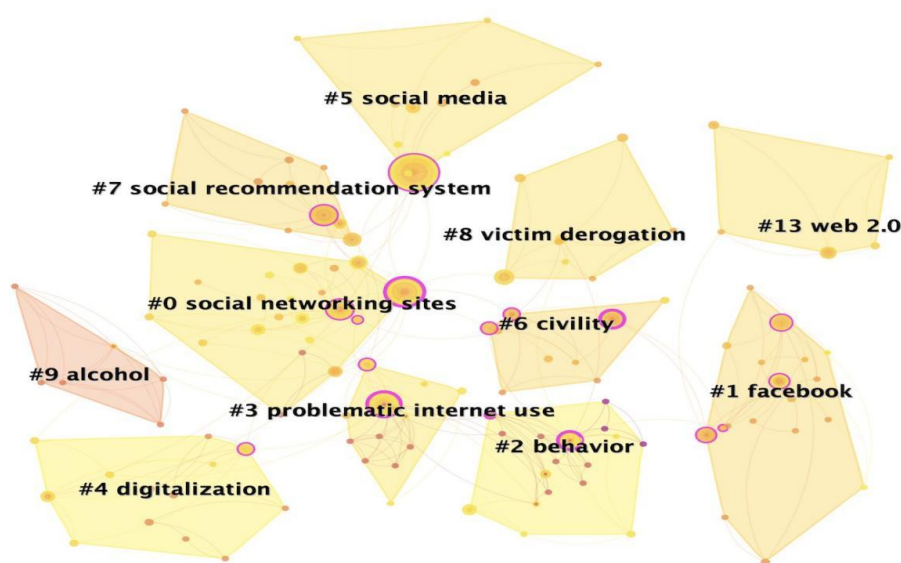 #5 social media
#7 social recommendation system
#8 victim derogation
#13 web 2.0
#0 social networking sites
#6 civility
#9 alcohol
#1 facebook
#3 problematic internet use
#2 behavior
#4 digitalization